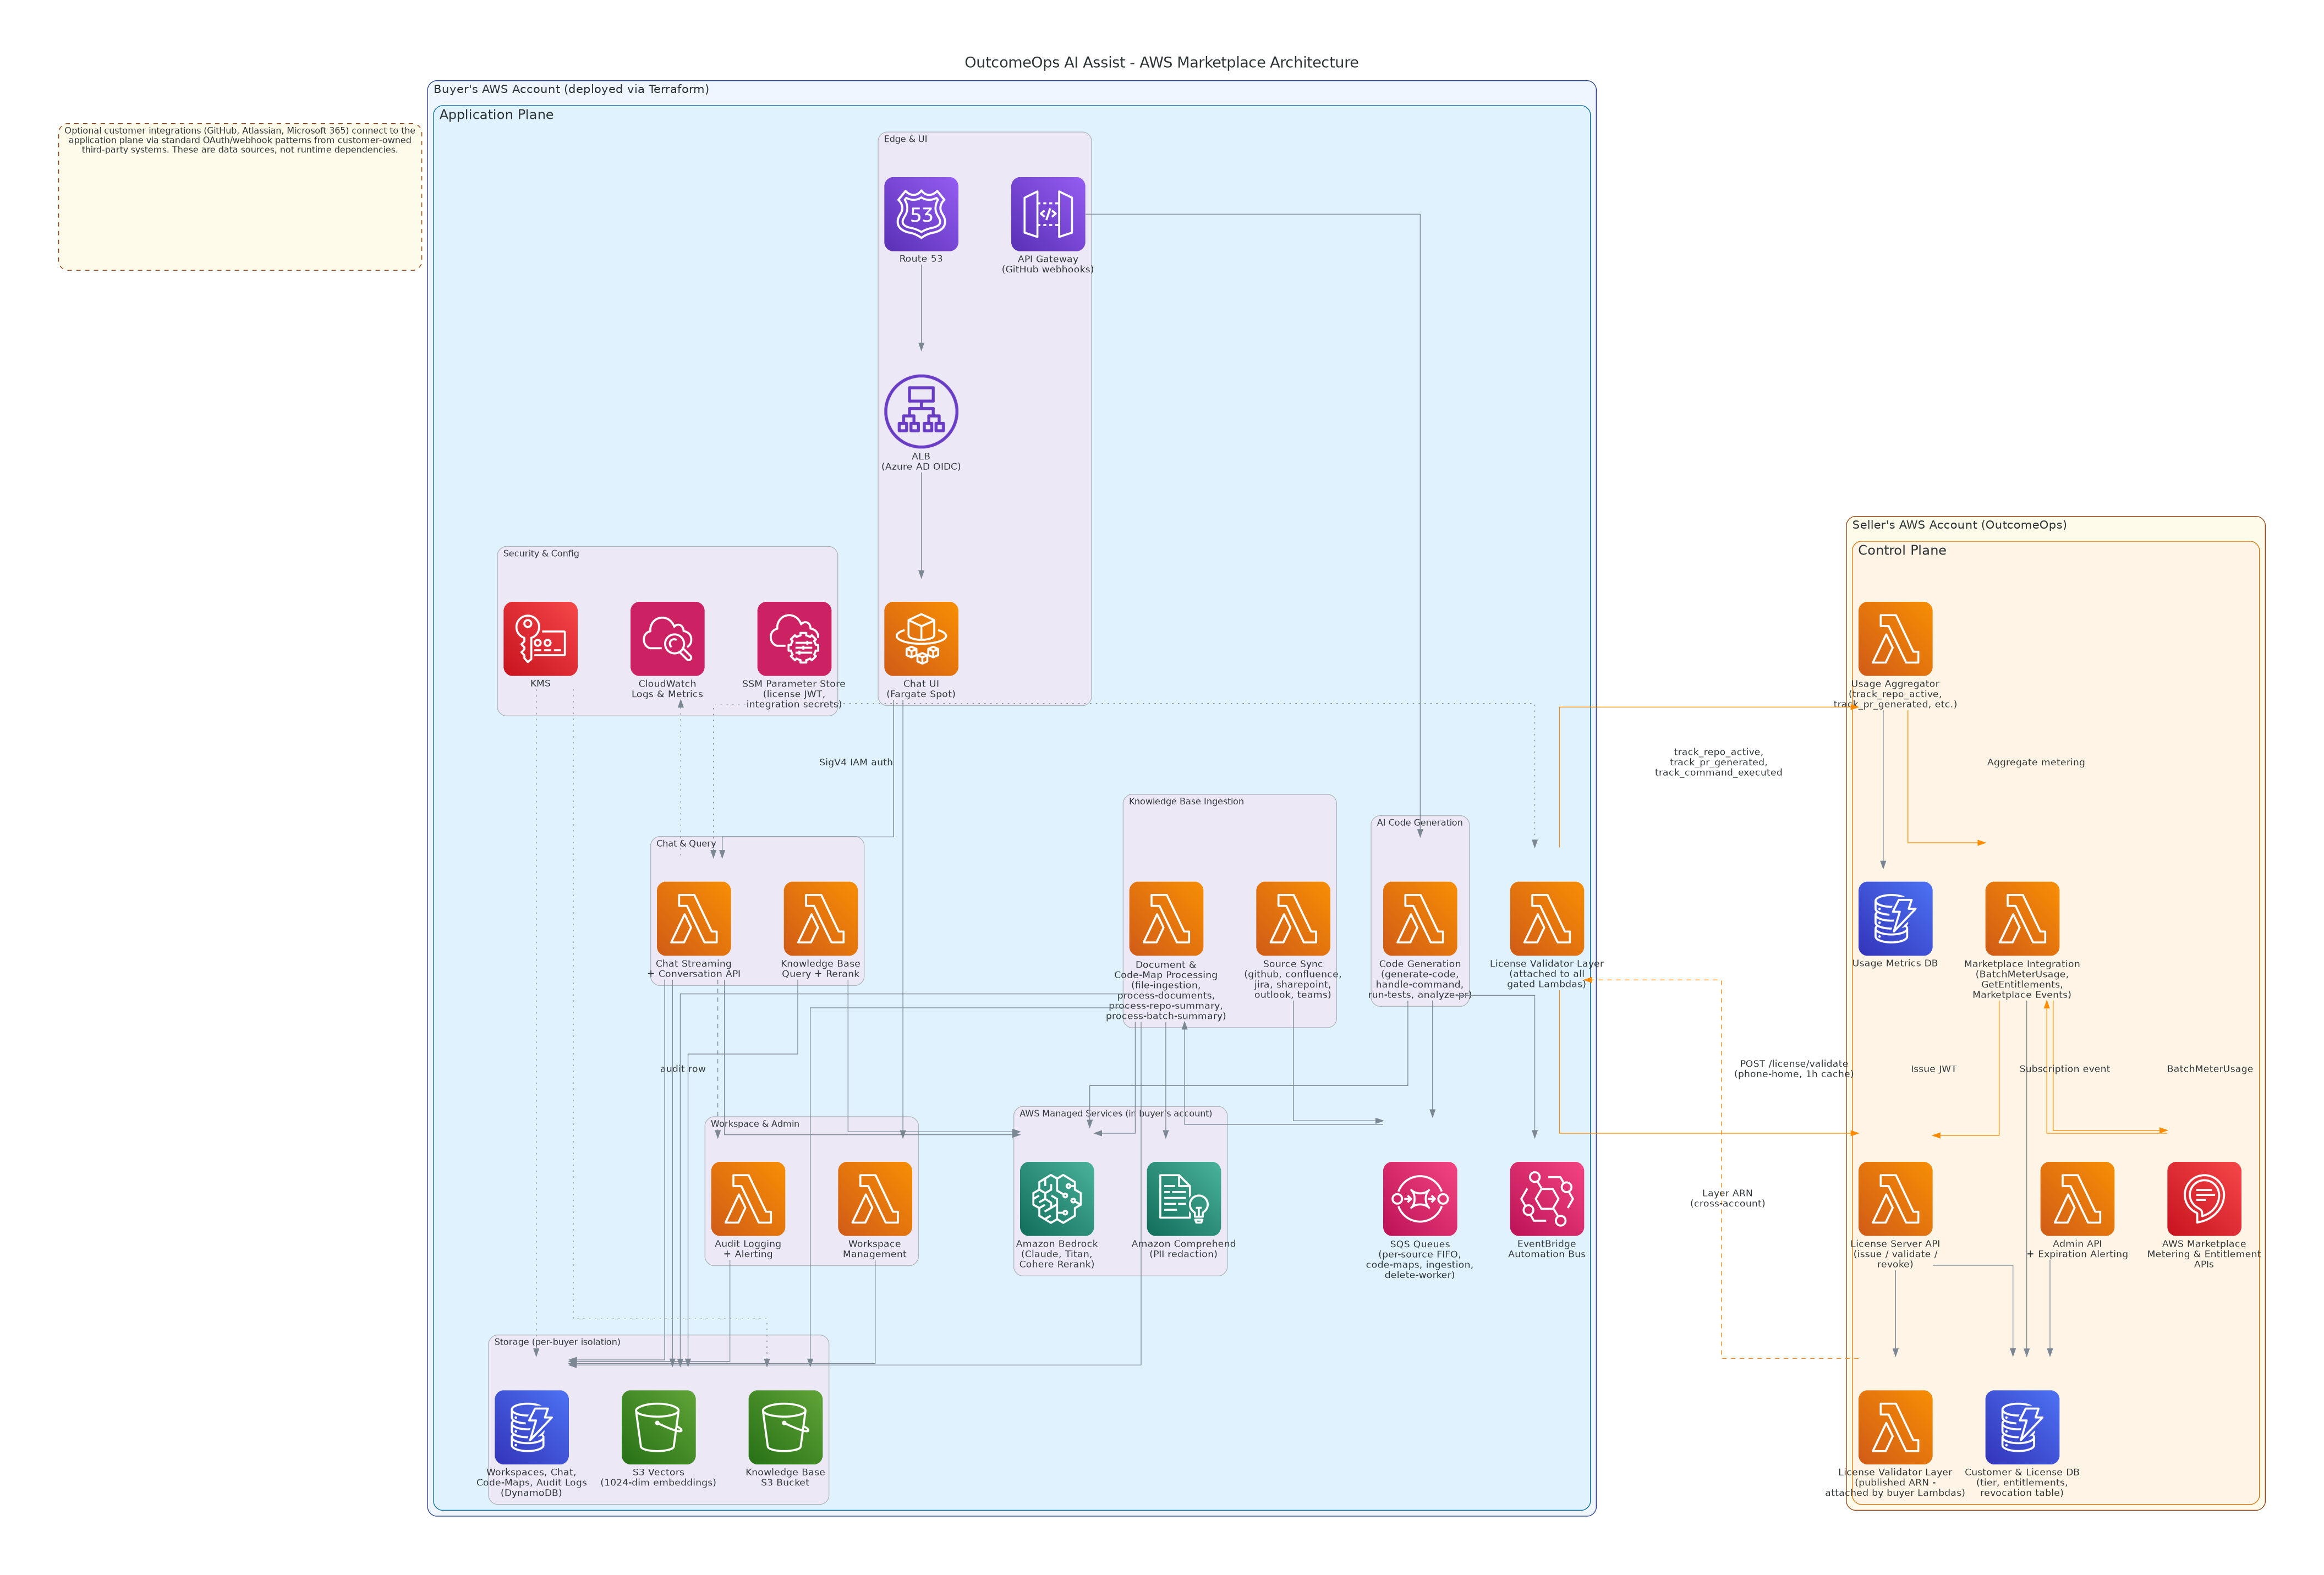 OutcomeOps AI Assist - AWS Marketplace Architecture
Buyer's AWS Account (deployed via Terraform)
Application Plane
Optional customer integrations (GitHub, Atlassian, Microsoft 365) connect to the
application plane via standard OAuth/webhook patterns from customer-owned
third-party systems. These are data sources, not runtime dependencies.
Edge & UI
53
Route 53
API Gateway
(GitHub webhooks)
ALB
(Azure AD OIDC)
Chat UI
(Fargate Spot)
Security & Config
KMS
CloudWatch
Logs & Metrics
SSM Parameter Store
(license JWT,
integration secrets)
SigV4 IAM auth
Chat & Query
Chat Streaming
+ Conversation API
Knowledge Base
Query + Rerank
Knowledge Base Ingestion
Document &
Code-Map Processing
(file-ingestion,
process-documents,
process-repo-summary,
process-batch-summary)
Source Sync
(github, confluence,
jira, sharepoint,
outlook, teams)
AI Code Generation
Code Generation
(generate-code,
handle-command,
run-tests, analyze-pr)
License Validator Layer
(attached to all
gated Lambdas)
audit row
Workspace & Admin
Audit Logging
+ Alerting
Workspace
Management
AWS Managed Services (in buyer's account)
Amazon Bedrock
(Claude, Titan,
Cohere Rerank)
Amazon Comprehend
(PII redaction)
SQS Queues
(per-source FIFO,
code-maps, ingestion,
delete-worker)
EventBridge
Automation Bus
Storage (per-buyer isolation)
Workspaces, Chat,
Code-Maps, Audit Logs
(DynamoDB)
S3 Vectors
(1024-dim embeddings)
Knowledge Base
S3 Bucket
track_repo_active,
track_pr_generated,
track_command_executed
POST /license/validate
(phone-home, 1h cache)
Layer ARN
(cross-account)
Seller's AWS Account (OutcomeOps)
Control Plane
Usage Aggregator
(track_repo_active,
track_pr_generated, etc.)
Aggregate metering
Usage Metrics DB
Marketplace Integration
(BatchMeterUsage,
GetEntitlements,
Marketplace Events)
Issue JWT
Subscription event
BatchMeterUsage
License Server API
(issue / validate /
revoke)
Admin API
+ Expiration Alerting
AWS Marketplace
Metering & Entitlement
APIs
License Validator Layer
(published ARN -
attached by buyer Lambdas)
Customer & License DB
(tier, entitlements,
revocation table)